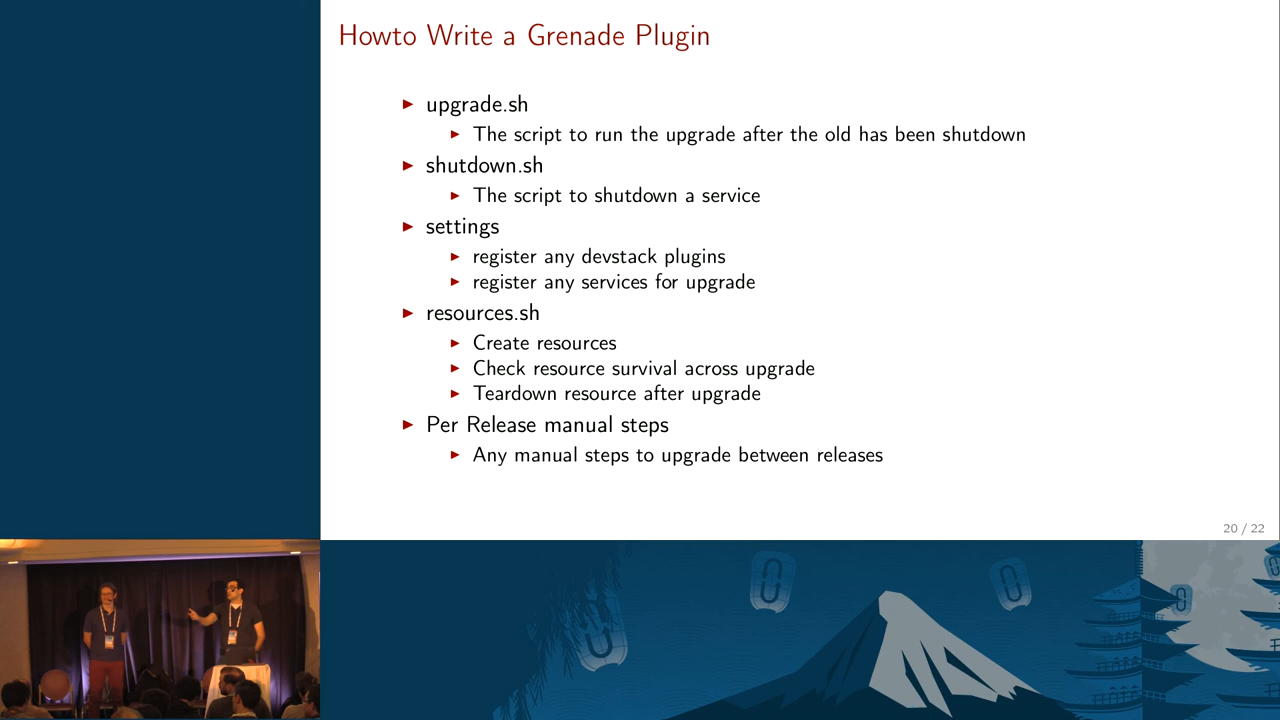 Howto Write a Grenade Plugin
upgrade.sh
The script to run the upgrade after the old has been shutdown
shutdown.sh
The script to shutdown a service
settings
register any devstack plugins
register any services for upgrade
resources.sh
Create resources
Check resource survival across upgrade
Teardown resource after upgrade
Per Release manual steps
Any manual steps to upgrade between releases
20 / 22